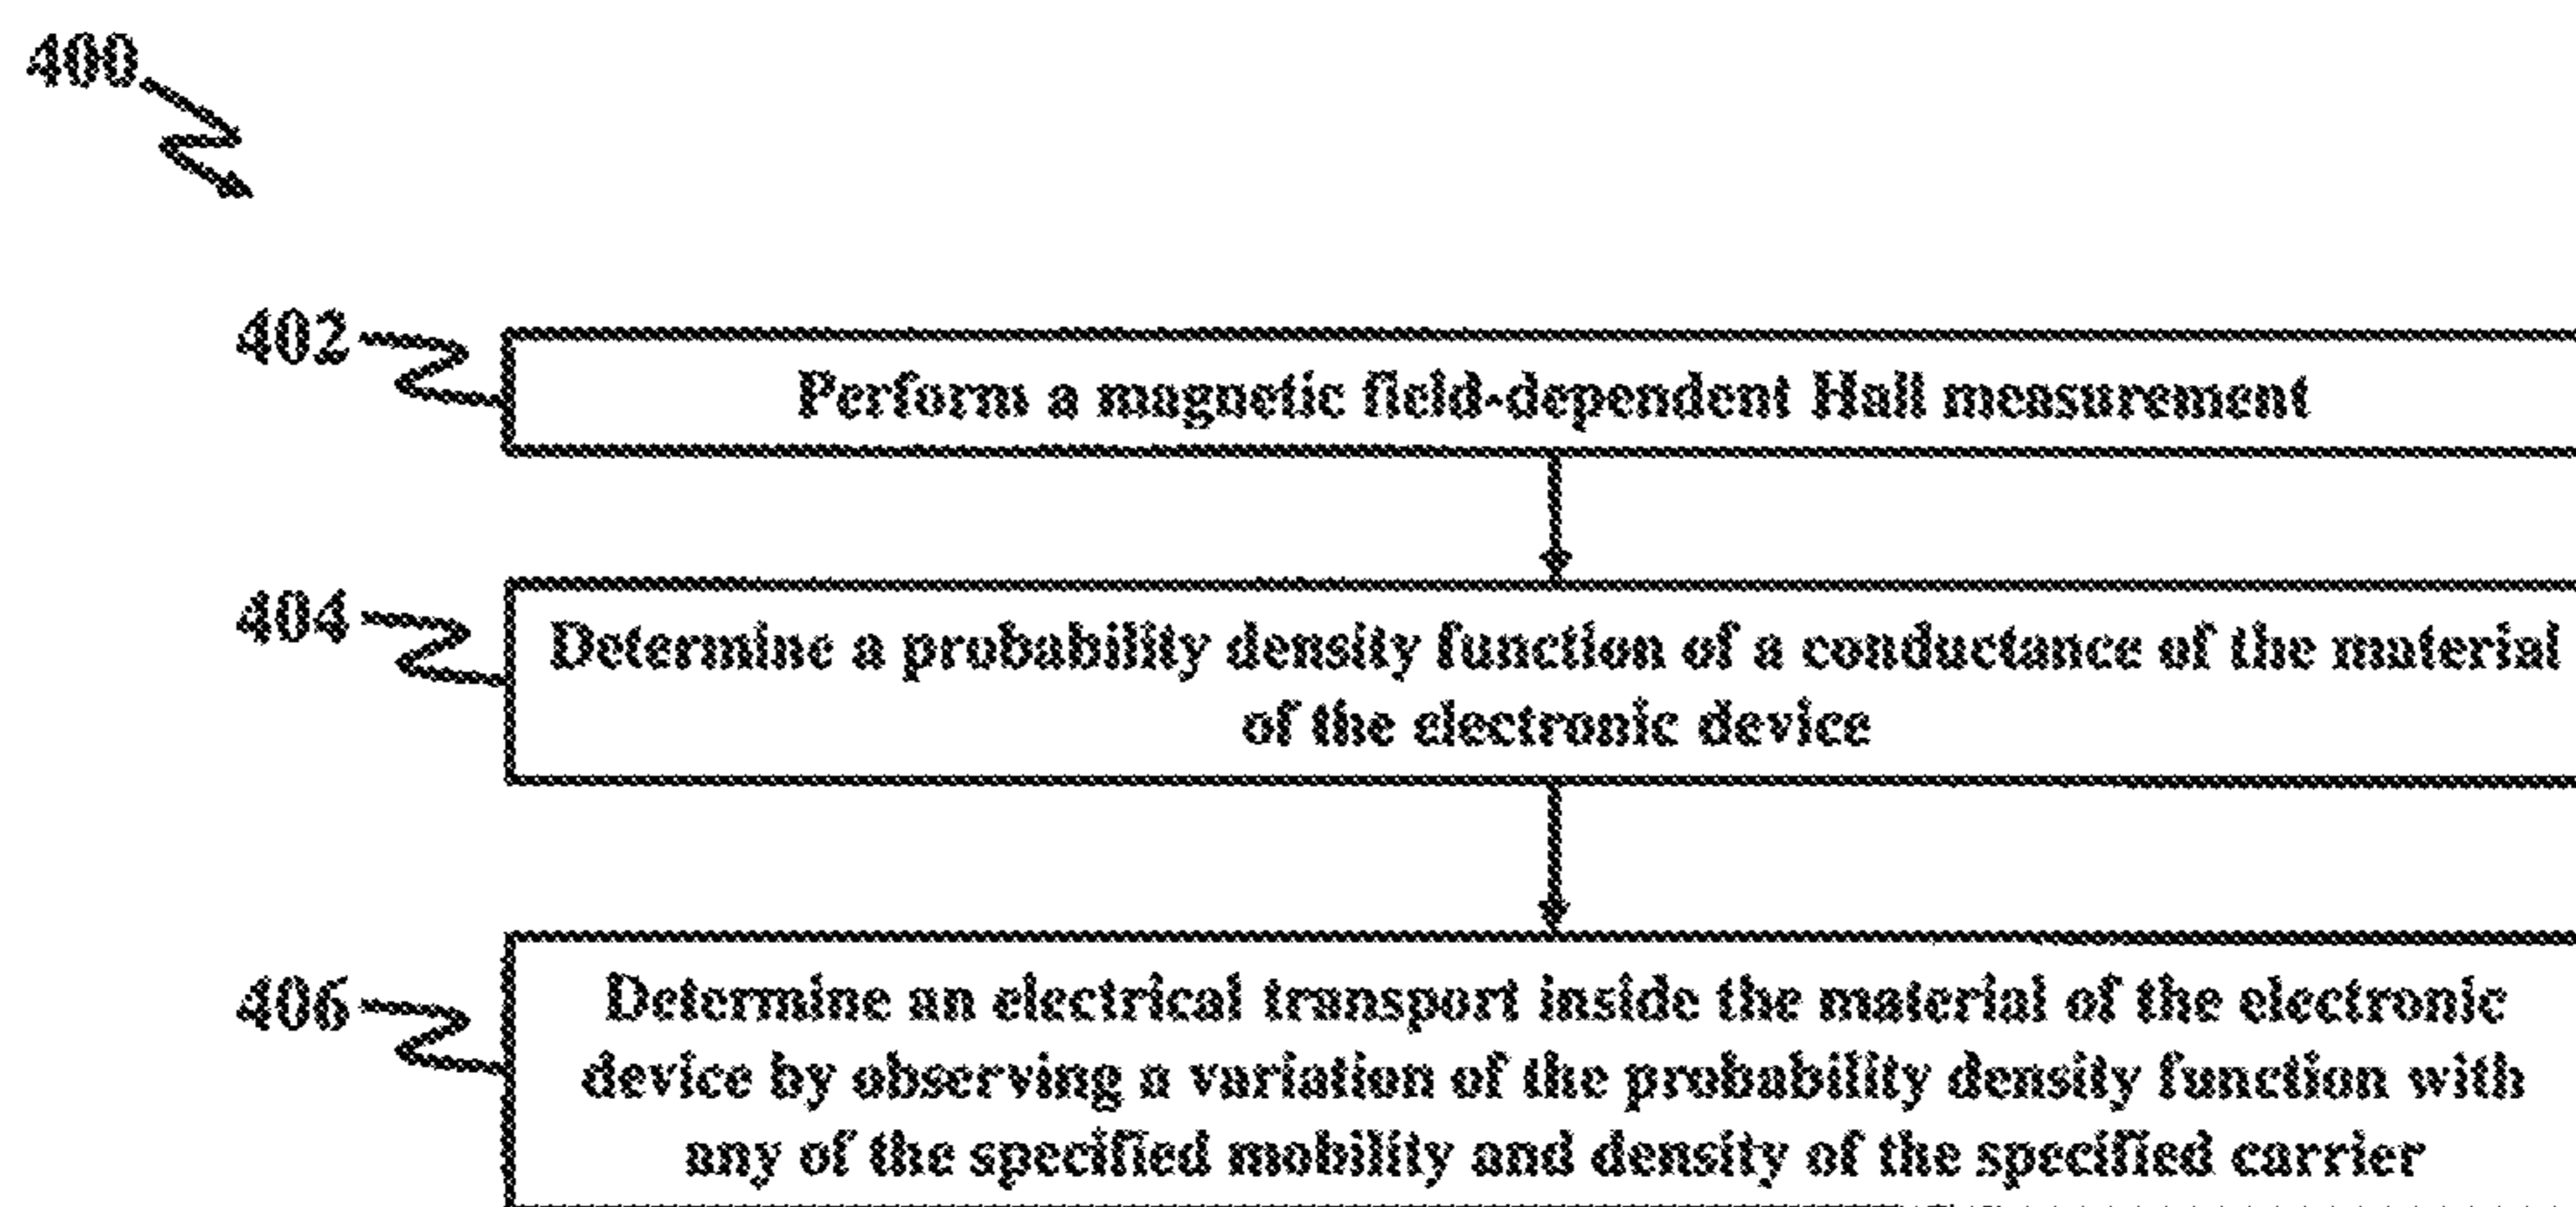 400
402
Perform a magnetic field-dependent Hall measurement
404
Determine a probability density function of a conductance of the material
of the electronic device
406
Determine an electrical transport inside the material of the electronic
device by observing a variation of the probability density function with
any of the specified mobility and density of the specified carrier